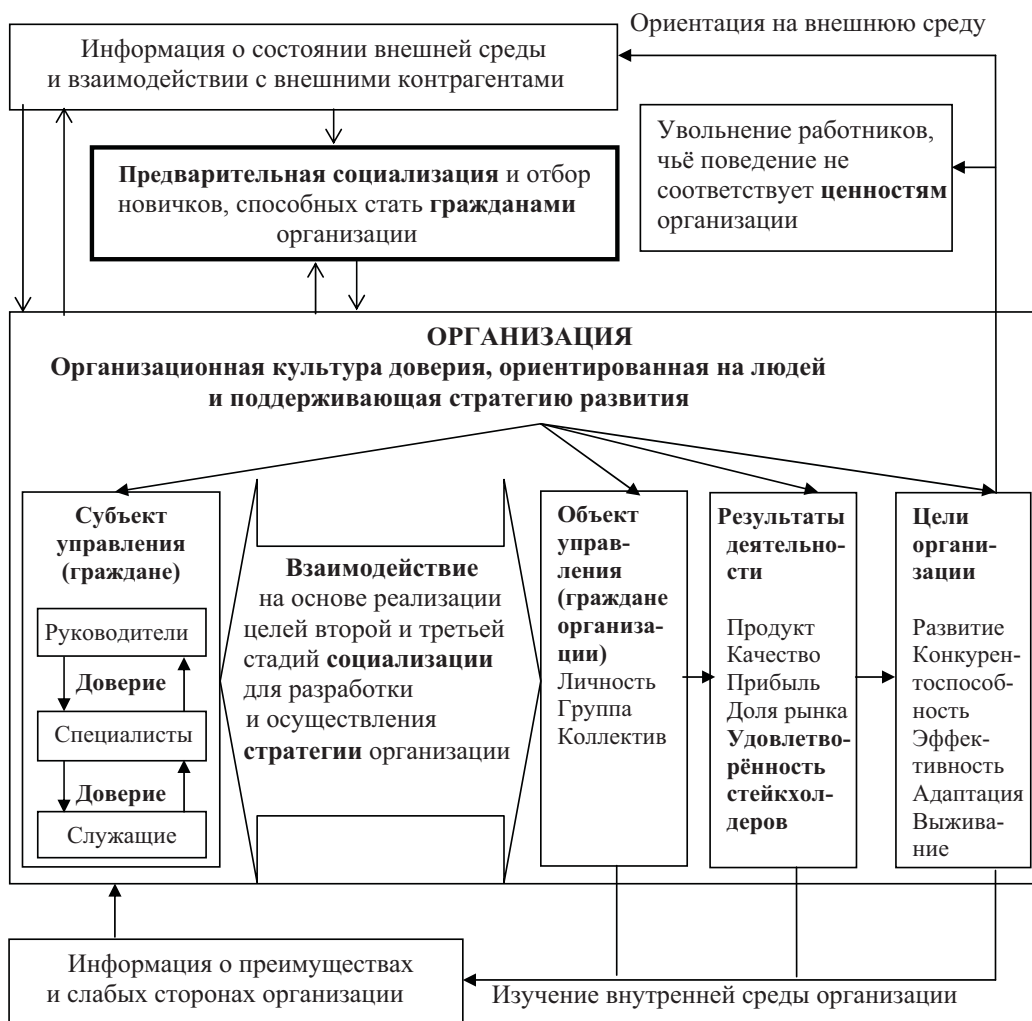 Ориентация на внешнюю среду
Информация о состоянии внешней среды
и взаимодействии с внешними контрагентами
Увольнение работников,
чьё поведение не
соответствует ценностям
организации
Предварительная социализация и отбор
новичков, способных стать гражданами
организации
ОРГАНИЗАЦИЯ
Организационная культура доверия, ориентированная на людей
и поддерживающая стратегию развития
Субъект
управления
(граждане)
Руководители
Доверие
Специалисты
Доверие
Служащие
Взаимодействие
на основе реализации
целей второй и третьей
стадий социализации
для разработки
и осуществления
стратегии организации
Объект
управ-
ления
(граждане
организа-
ции)
Личность
Группа
Коллектив
Результаты
деятельно-
сти
Продукт
Качество
Прибыль
Доля рынка
Удовлетво-
рённость
стейкхол-
деров
Цели
органи-
зации
Развитие
Конкурен-
тоспособ-
ность
Эффек-
тивность
Адаптация
Выжива-
ние
Информация о преимуществах
и слабых сторонах организации
Изучение внутренней среды организации